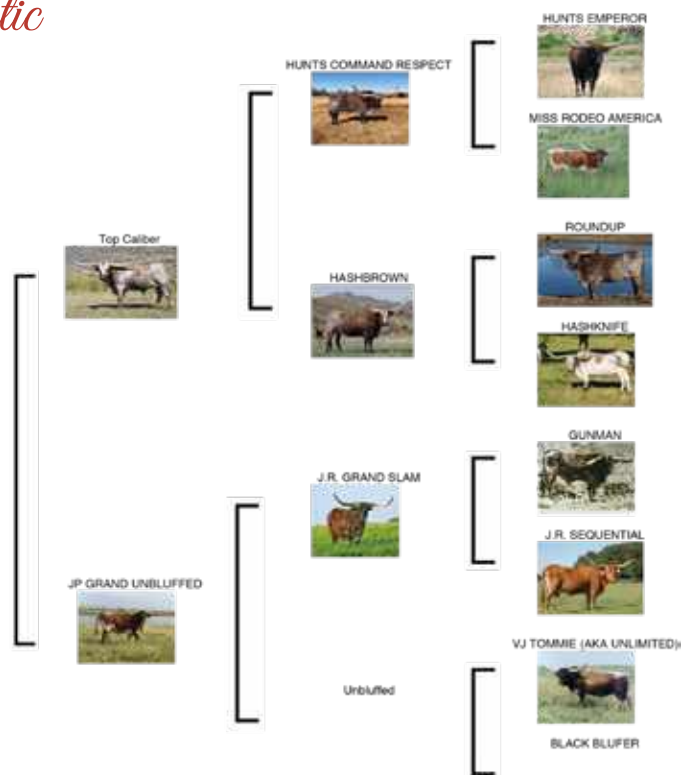 tic
HUNTS EMPEROR
HUNTS COMMAND RESPECT
MISS RODEO AMERICA
Top Caliber
ROUNDUP
HASHBROWN
HASHKNIFE
GUNMAN
J.R. GRAND SLAM
J.R. SEQUENTIAL
JP GRAND UNBLUFFED
VJ TOMMIE (AKA UNLIMITED)
Unbluffed
BLACK BLUFER